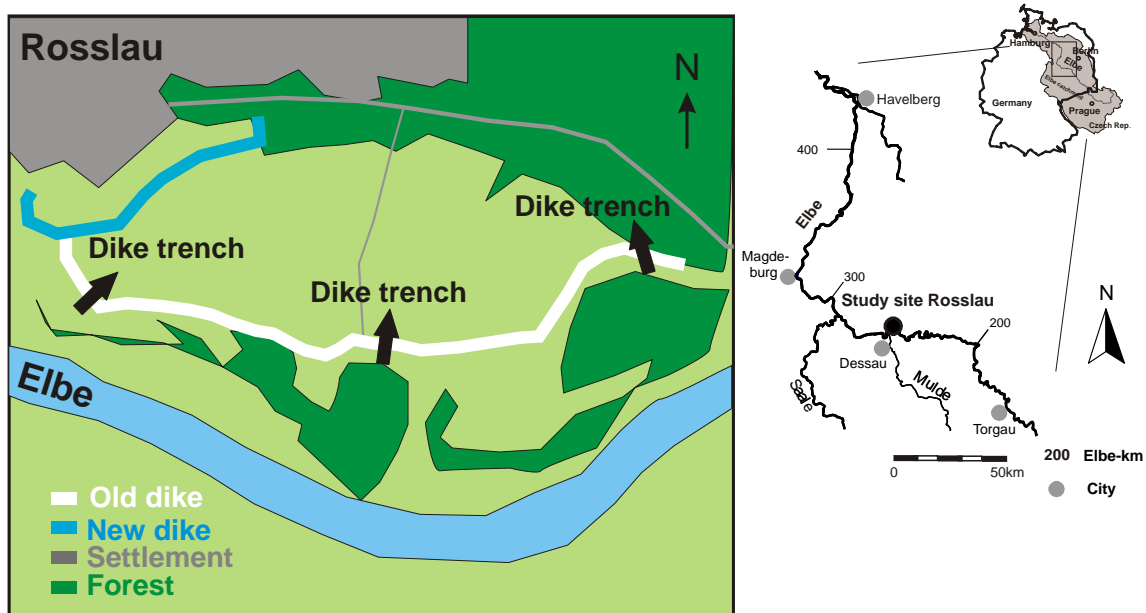 Rosslau
N
Dike trench
Dike trench
Dike trench
Elbe
Old dike
New dike
Settlement
Forest
Hamburg
Berlin
Elbe
Elbe catchment
Germany
Prague
Czech Rep.
Havelberg
400
Elbe
Magde-
burg
300
Study site Rosslau
200
Dessau
Mulde
Saale
Torgau
N
0 50km
200 Elbe-km
City